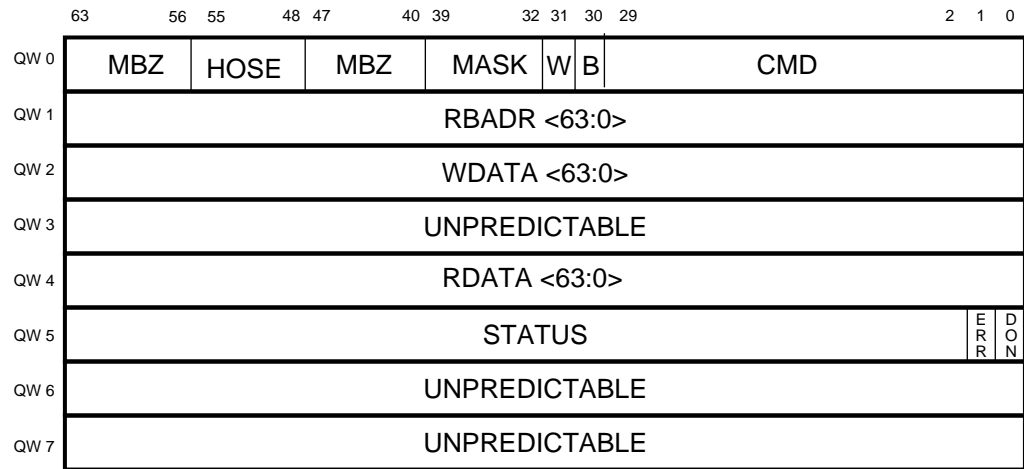 63 56 55 48 47 40 39 32 31 30 29 2 1 0
QW 0 MBZ HOSE MBZ MASK W B CMD
QW 1 RBADR <63:0>
QW 2 WDATA <63:0>
QW 3 UNPREDICTABLE
QW 4 RDATA <63:0>
QW 5 STATUS ERR DON
QW 6 UNPREDICTABLE
QW 7 UNPREDICTABLE